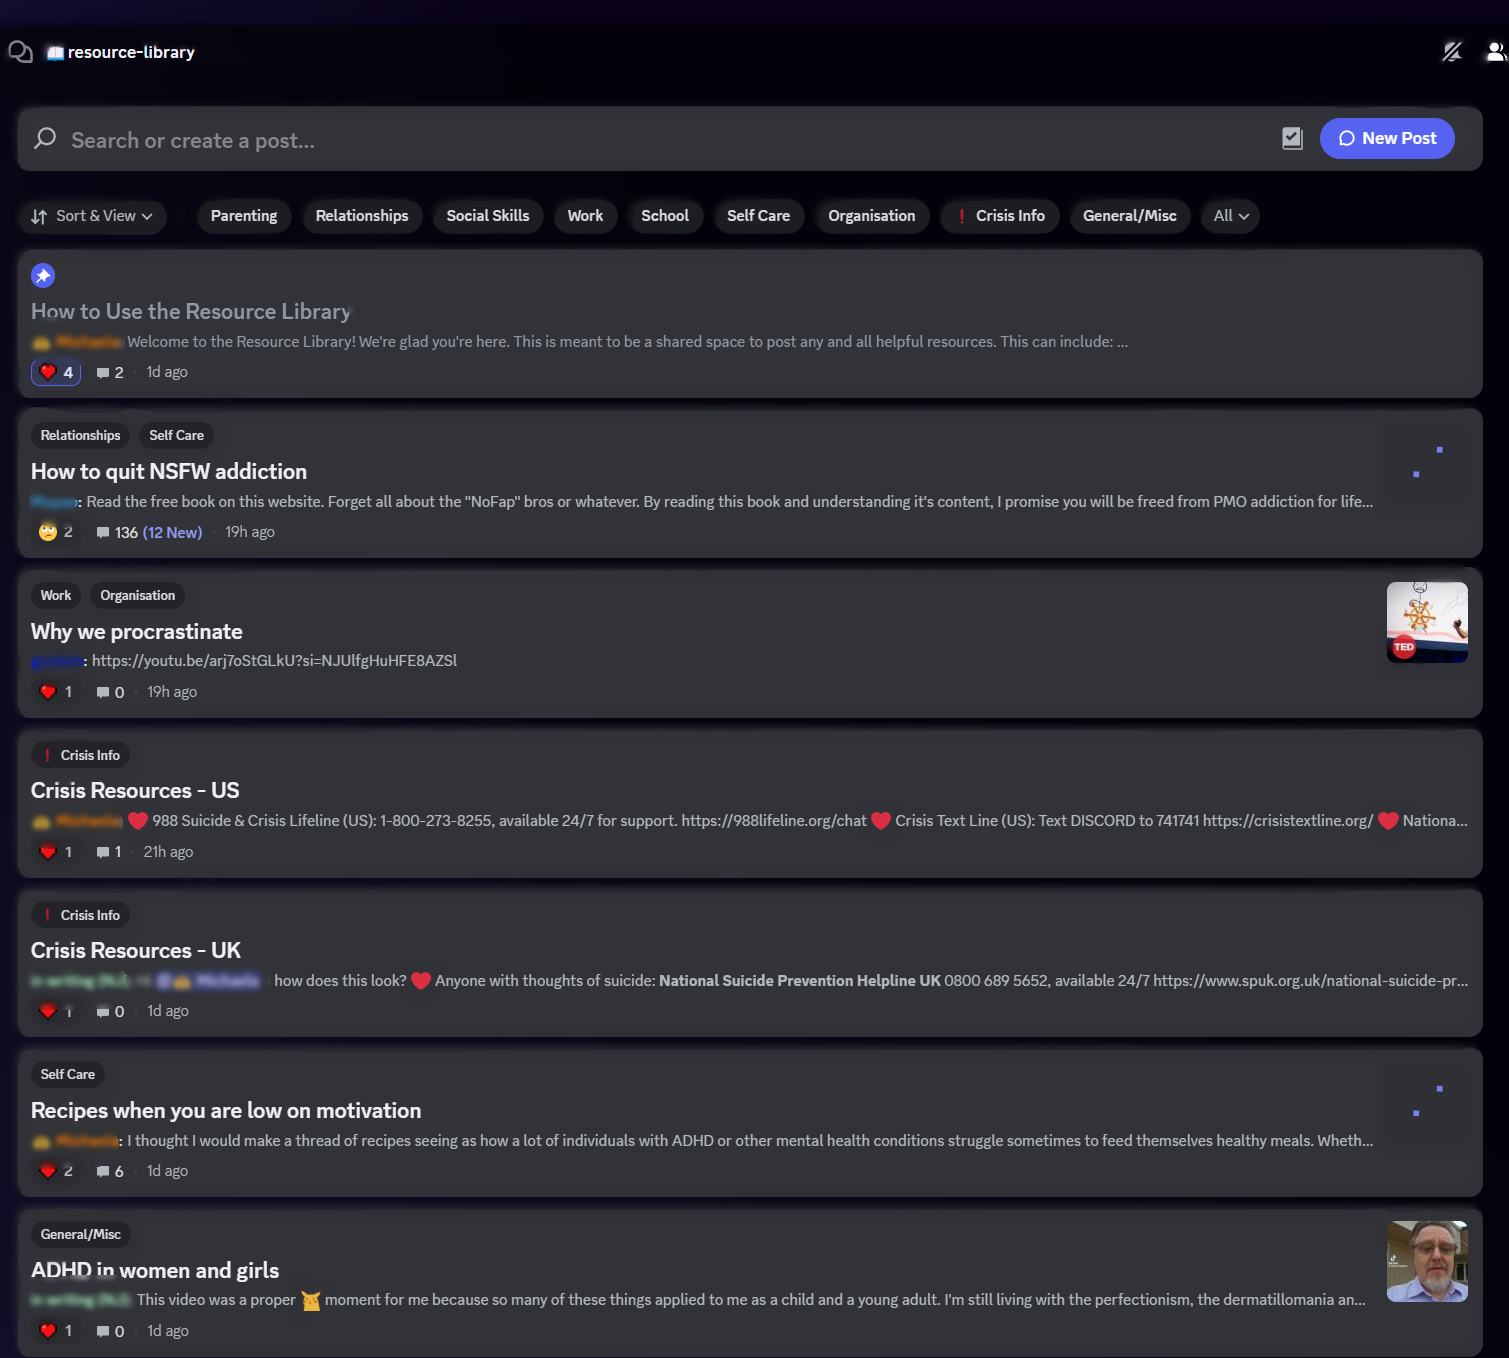 resource-library
Search or create a post...
New Post
Sort & View
Parenting
Relationships
Social Skills
Work
School
Self Care
Organisation
Crisis Info
General/Misc
All
How to Use the Resource Library
Welcome to the Resource Library! We're glad you're here. This is meant to be a shared space to post any and all helpful resources. This can include: ...
4 2 1d ago
Relationships Self Care
How to quit NSFW addiction
: Read the free book on this website. Forget all about the "NoFap" bros or whatever. By reading this book and understanding it's content, I promise you will be freed from PMO addiction for life...
2 136 (12 New) 19h ago
Work Organisation
Why we procrastinate
: https://youtu.be/arj7oStGLkU?si=NJUlfgHuHFE8AZSl
TED
1 0 19h ago
Crisis Info
Crisis Resources - US
❤️ 988 Suicide & Crisis Lifeline (US): 1-800-273-8255, available 24/7 for support. https://988lifeline.org/chat ❤️ Crisis Text Line (US): Text DISCORD to 741741 https://crisistextline.org/ ❤️ Nationa...
1 1 21h ago
Crisis Info
Crisis Resources - UK
how does this look? ❤️ Anyone with thoughts of suicide: National Suicide Prevention Helpline UK 0800 689 5652, available 24/7 https://www.spuk.org.uk/national-suicide-pr...
1 0 1d ago
Self Care
Recipes when you are low on motivation
: I thought I would make a thread of recipes seeing as how a lot of individuals with ADHD or other mental health conditions struggle sometimes to feed themselves healthy meals. Wheth...
2 6 1d ago
General/Misc
ADHD in women and girls
This video was a proper moment for me because so many of these things applied to me as a child and a young adult. I'm still living with the perfectionism, the dermatillomania an...
1 0 1d ago